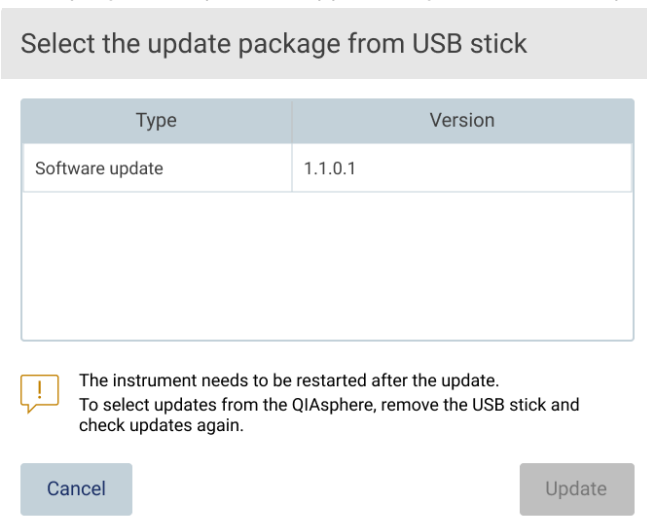 Select the update package from USB stick
Type Version
Software update 1.1.0.1
!
The instrument needs to be restarted after the update.
To select updates from the QIAsphere, remove the USB stick and
check updates again.
Cancel Update